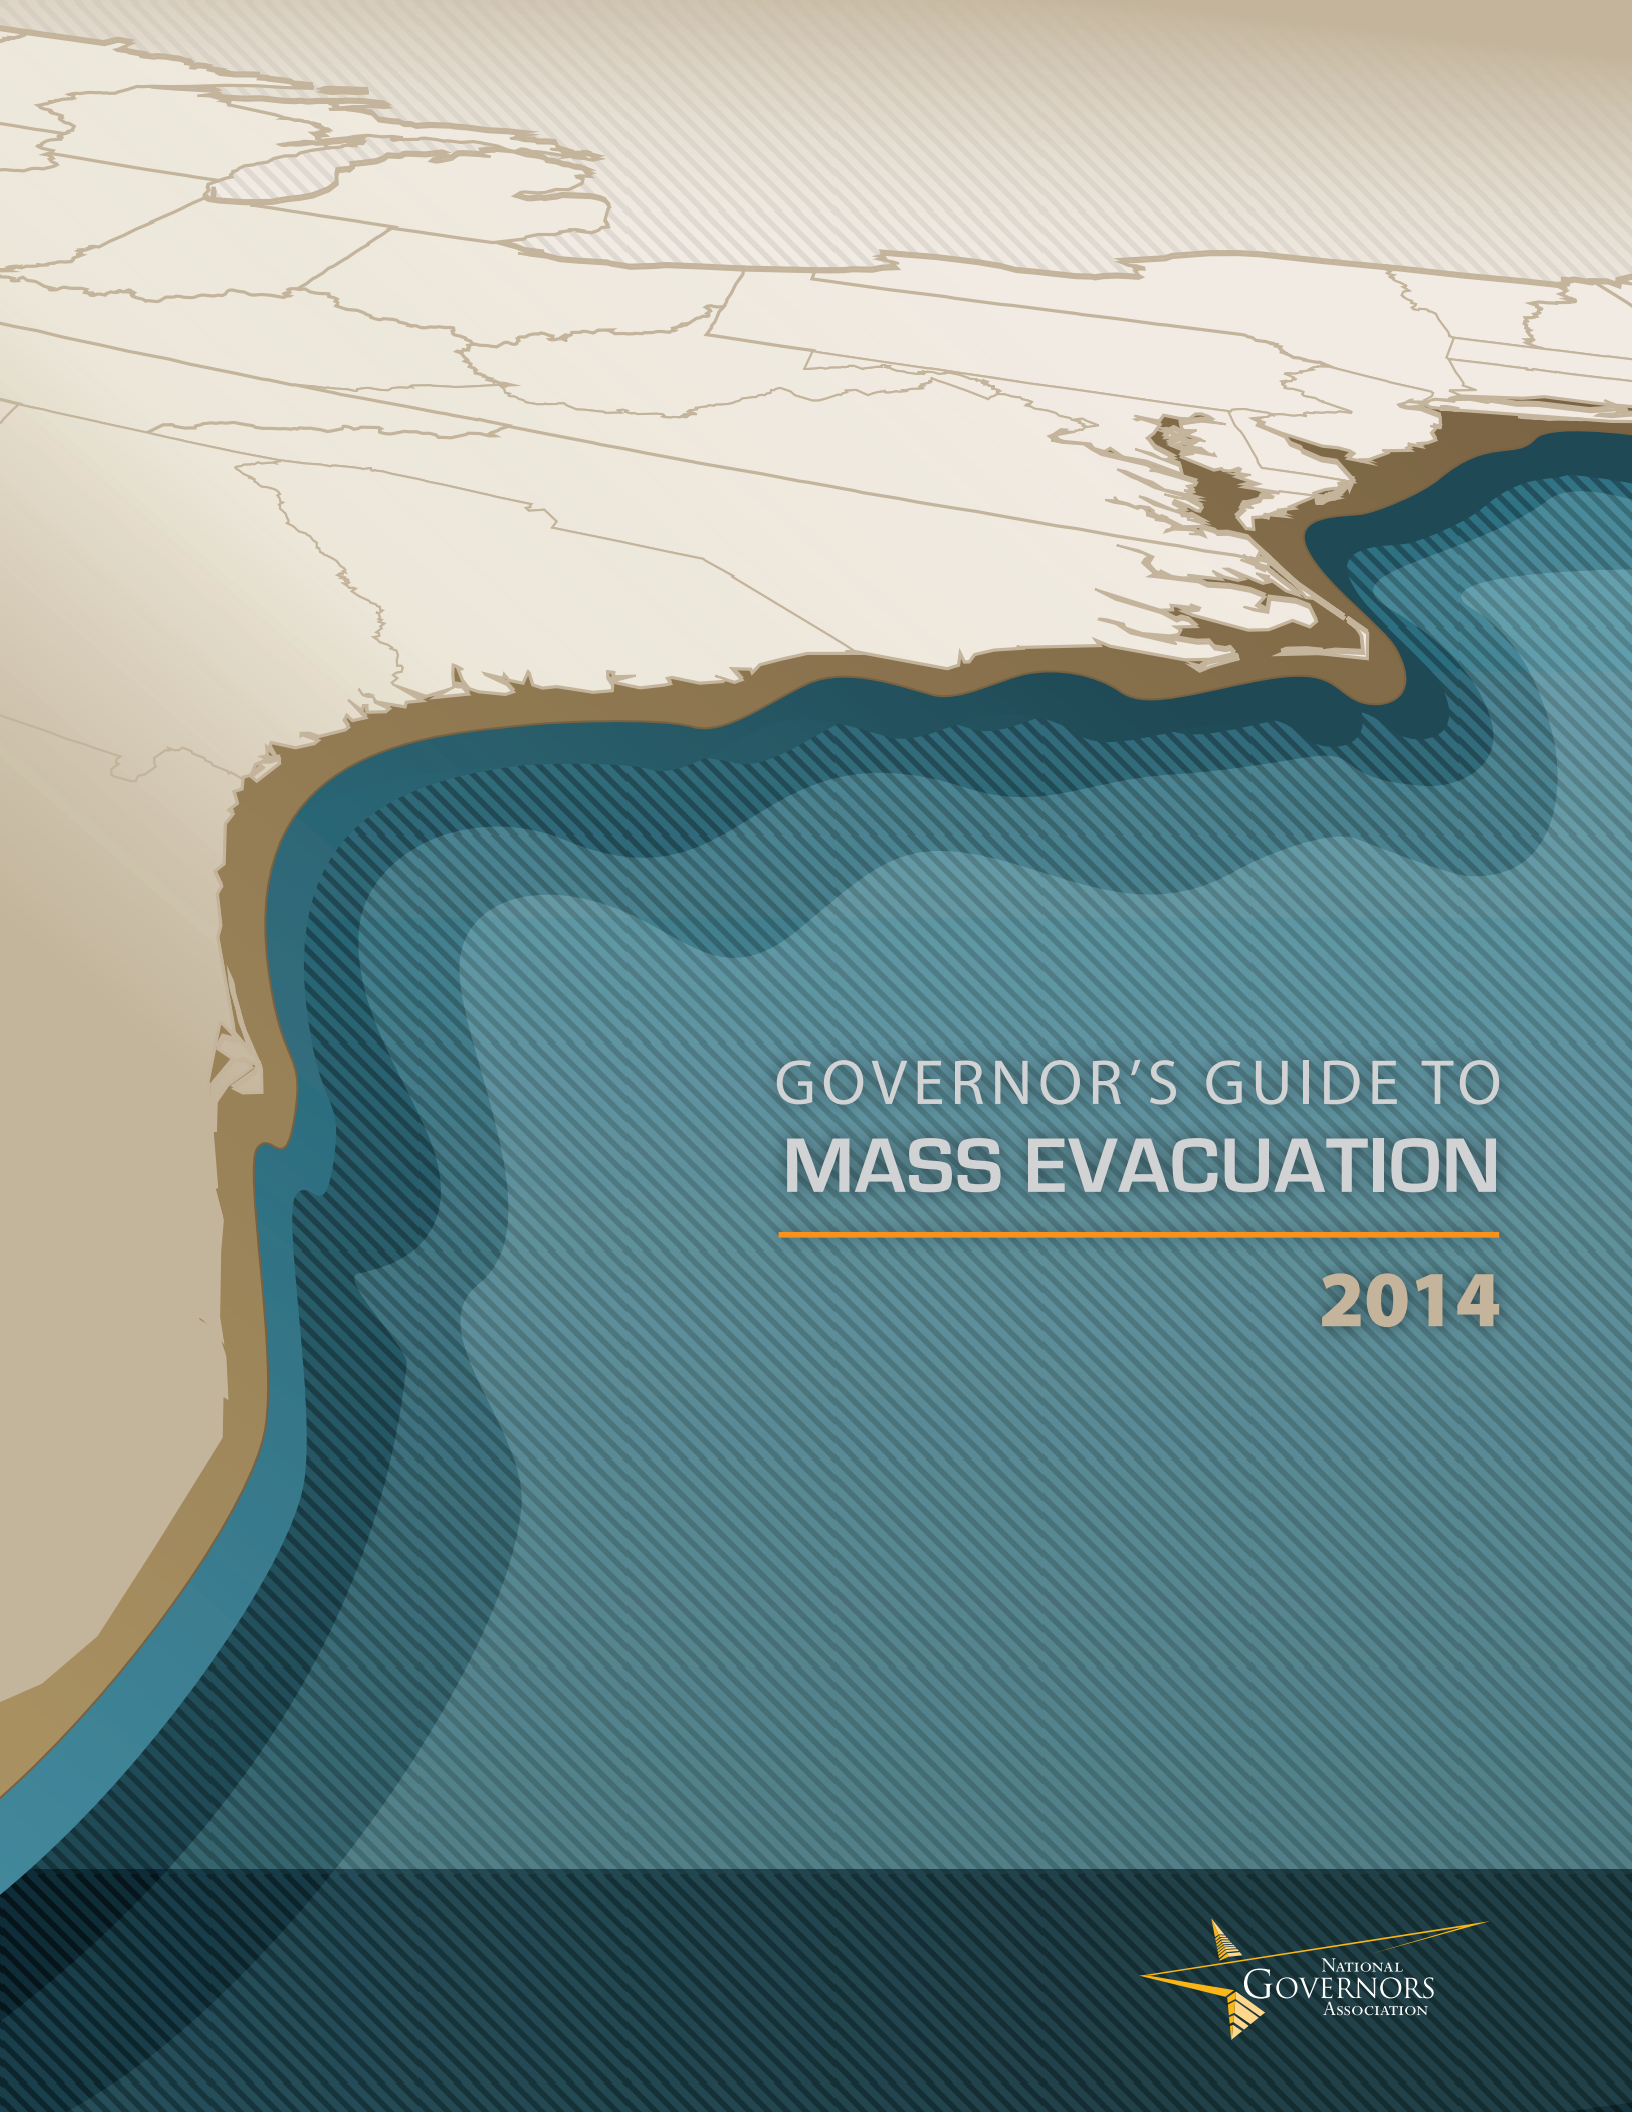 GOVERNOR’S GUIDE TO
MASS EVACUATION
2014
NATIONAL
GOVERNORS
ASSOCIATION